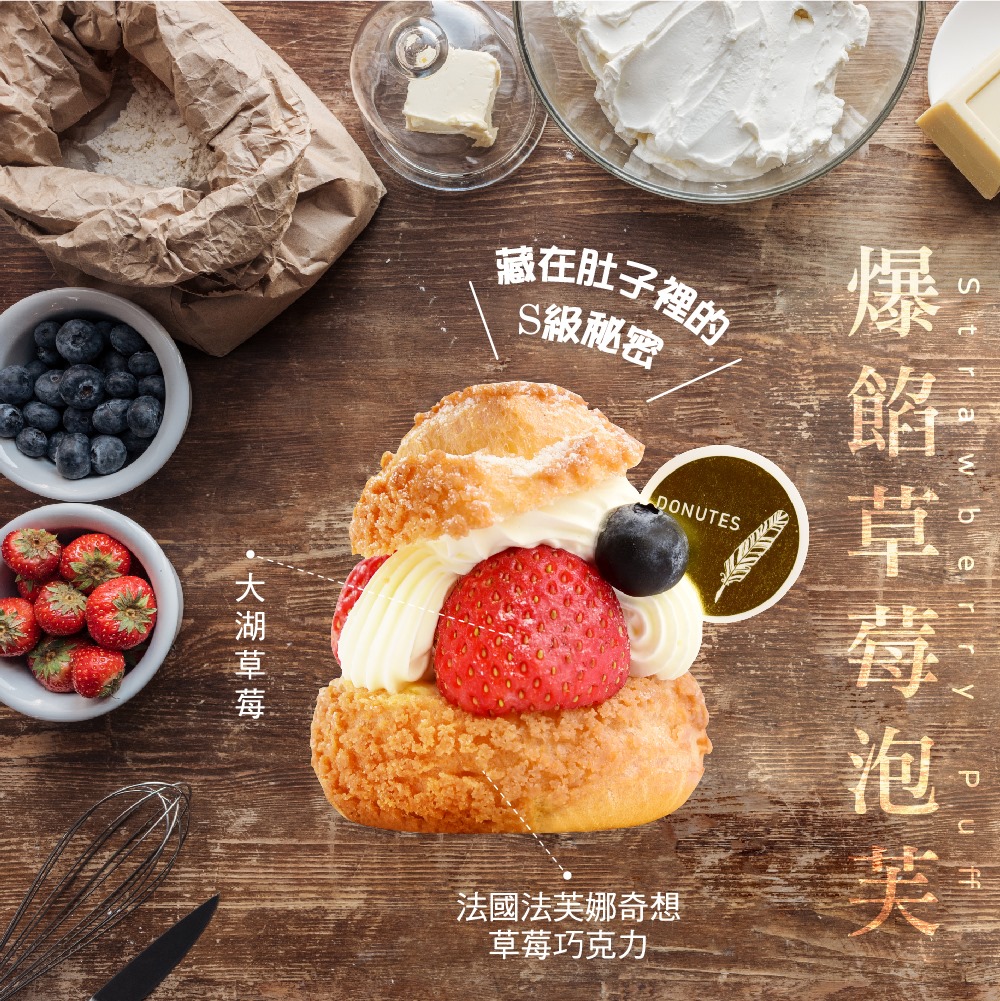 藏在肚子裡的
S級秘密
爆餡草莓泡芙
Strawberry Puff
DONUTES
大湖草莓
法國法芙娜奇想
草莓巧克力